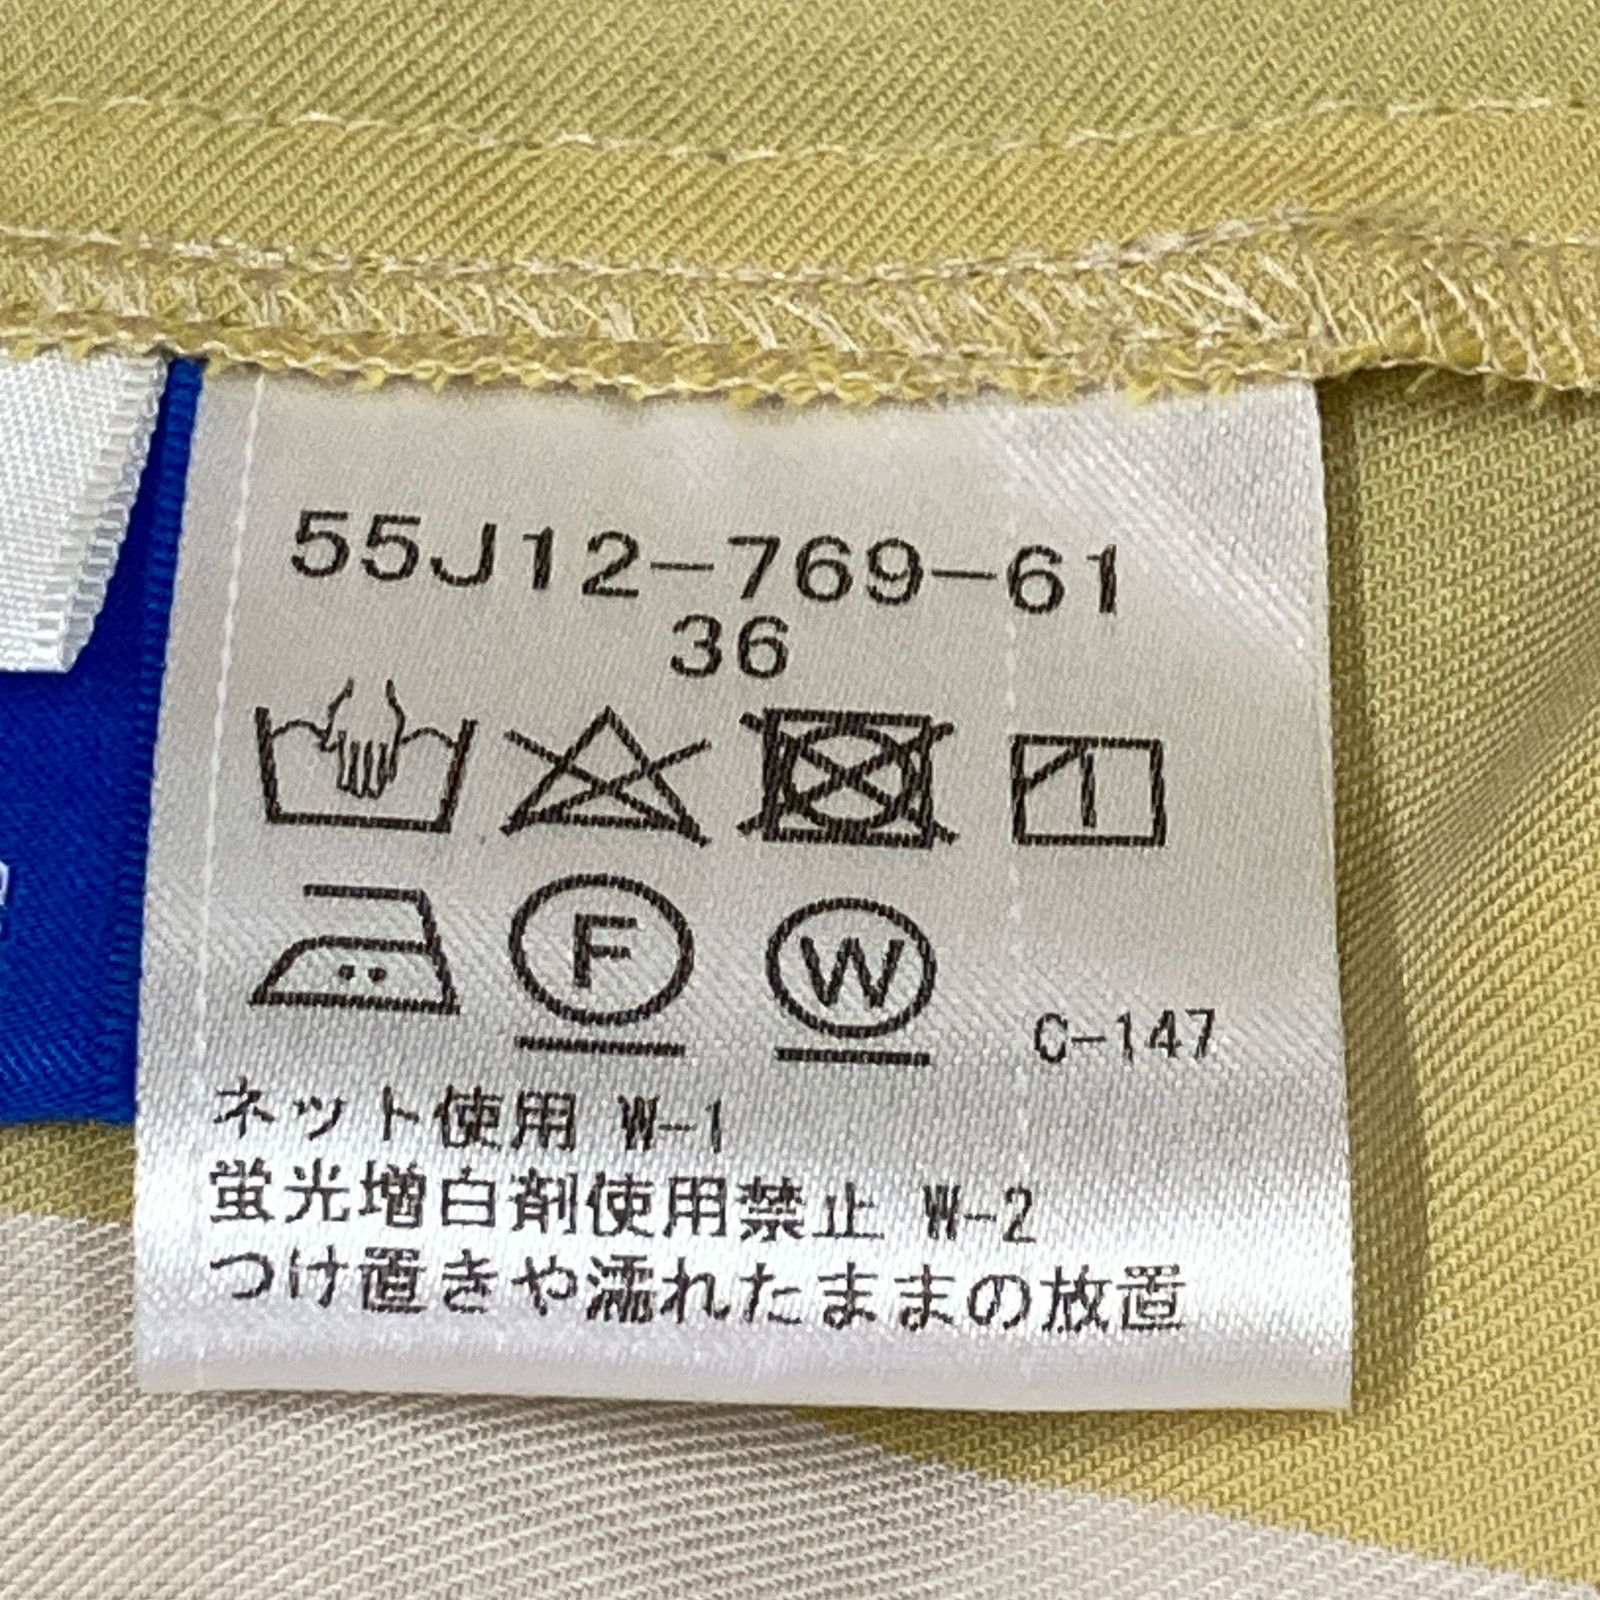 55J12-769-61
36
F W C-147
ネット使用 W-1
蛍光増白剤使用禁止 W-2
つけ置きや濡れたままの放置